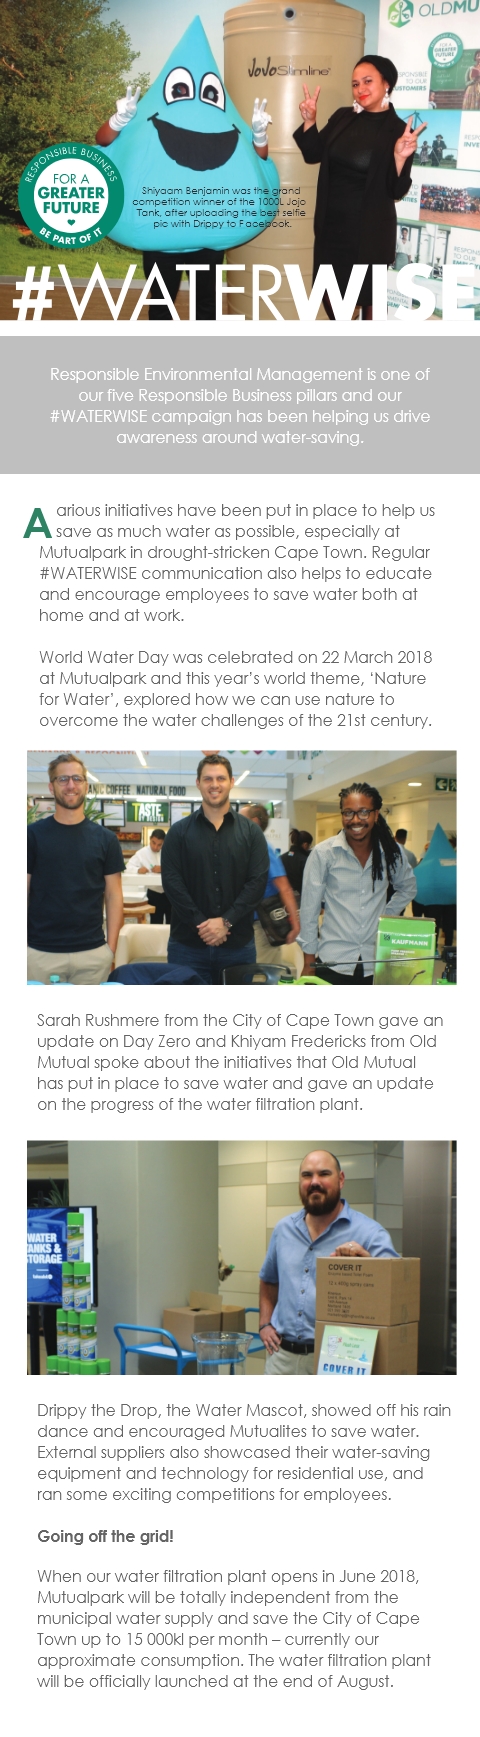 OLDMU
JoJo Slimline
RESPONSIBLE BUSINESS
FOR A
GREATER
FUTURE
BE PART OF IT
Shiyaam Benjamin was the grand
competition winner of the 1000L Jojo
Tank, after uploading the best selfie
pic with Drippy to Facebook.
#WATERWISE
Responsible Environmental Management is one of
our five Responsible Business pillars and our
#WATERWISE campaign has been helping us drive
awareness around water-saving.
A arious initiatives have been put in place to help us
save as much water as possible, especially at
Mutualpark in drought-stricken Cape Town. Regular
#WATERWISE communication also helps to educate
and encourage employees to save water both at
home and at work.
World Water Day was celebrated on 22 March 2018
at Mutualpark and this year's world theme, 'Nature
for Water', explored how we can use nature to
overcome the water challenges of the 21st century.
ANIC COFFEE NATURAL FOOD
TASTE
KAUFMANN
Sarah Rushmere from the City of Cape Town gave an
update on Day Zero and Khiyam Fredericks from Old
Mutual spoke about the initiatives that Old Mutual
has put in place to save water and gave an update
on the progress of the water filtration plant.
WATER
TANKS &
STORAGE
COVER IT
COVER IT
Drippy the Drop, the Water Mascot, showed off his rain
dance and encouraged Mutualites to save water.
External suppliers also showcased their water-saving
equipment and technology for residential use, and
ran some exciting competitions for employees.
Going off the grid!
When our water filtration plant opens in June 2018,
Mutualpark will be totally independent from the
municipal water supply and save the City of Cape
Town up to 15 000kl per month – currently our
approximate consumption. The water filtration plant
will be officially launched at the end of August.